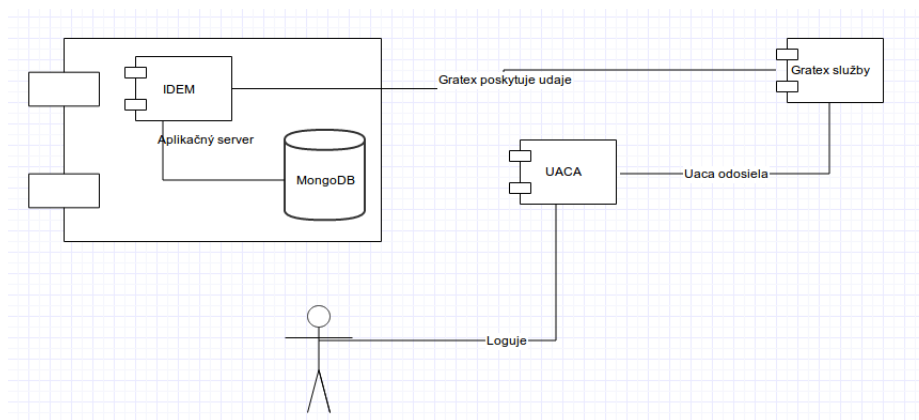 Gratex služby
Gratex poskytuje udaje
IDEM
Aplikačný server
MongoDB
UACA
Uaca odosiela
Loguje